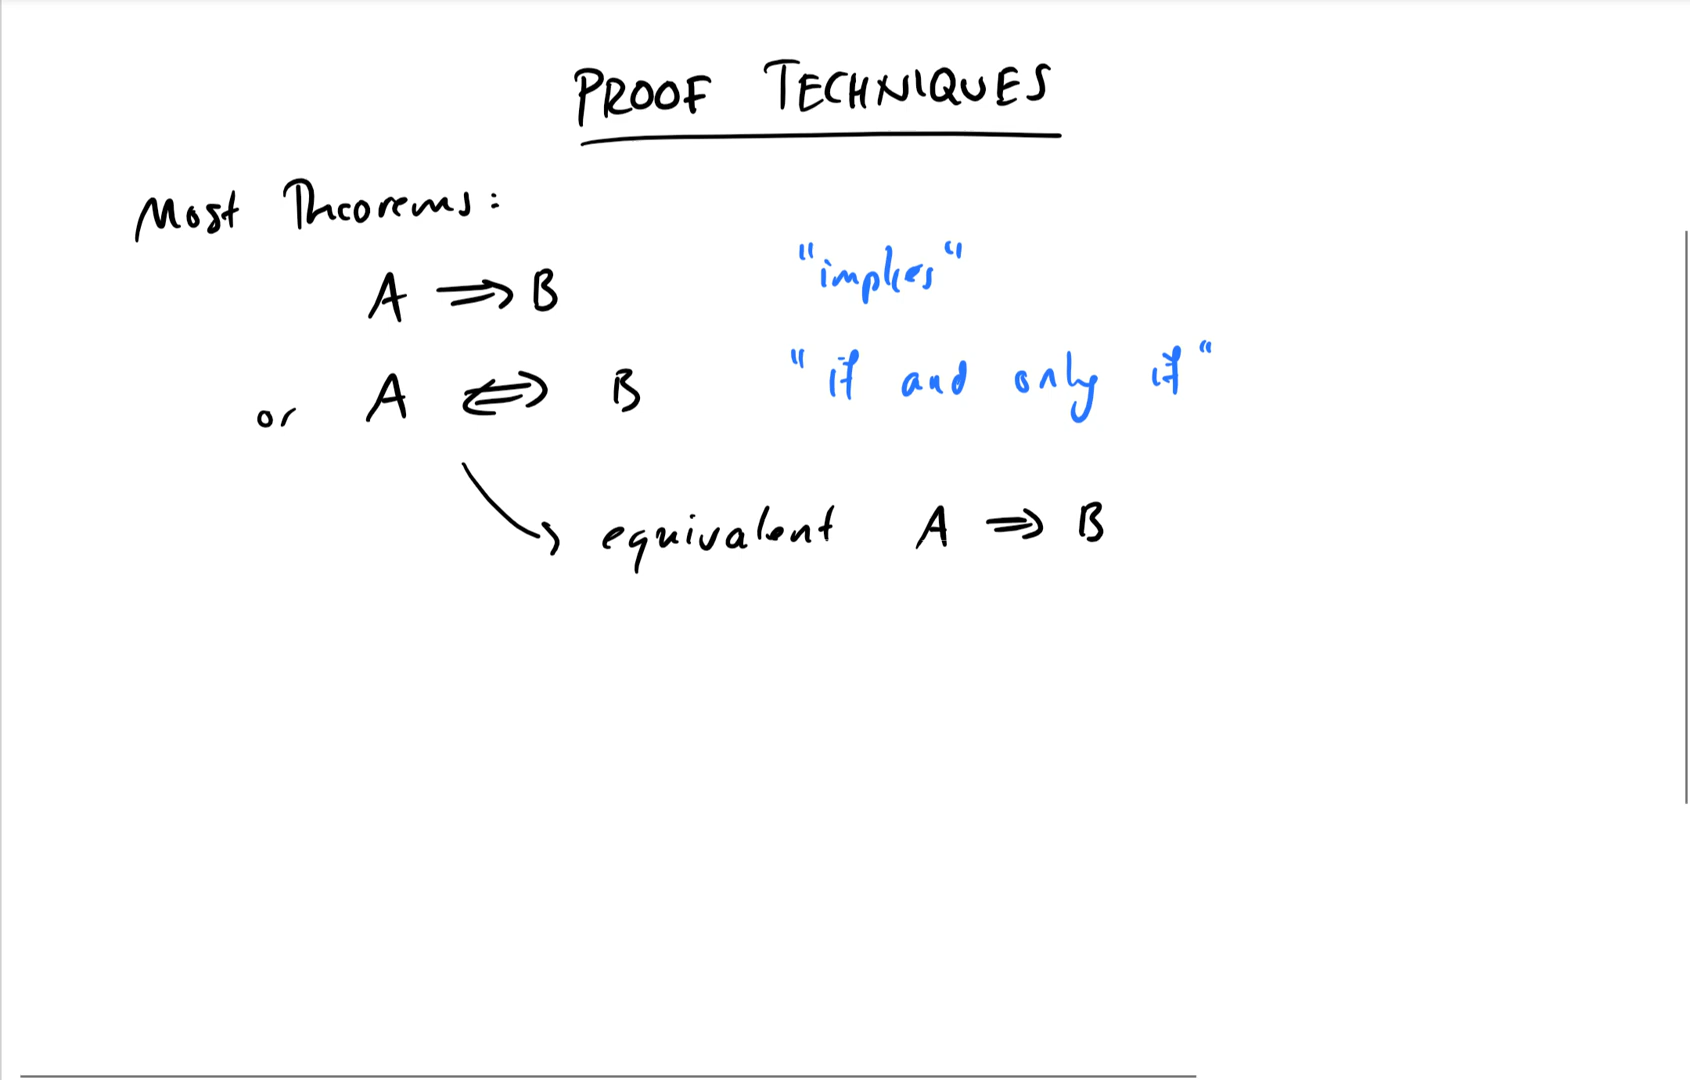 PROOF TECHNIQUES
Most Theorems:
A ⟹ B "implies"
or A ⟺ B "if and only if"
↘ equivalent A ⟹ B